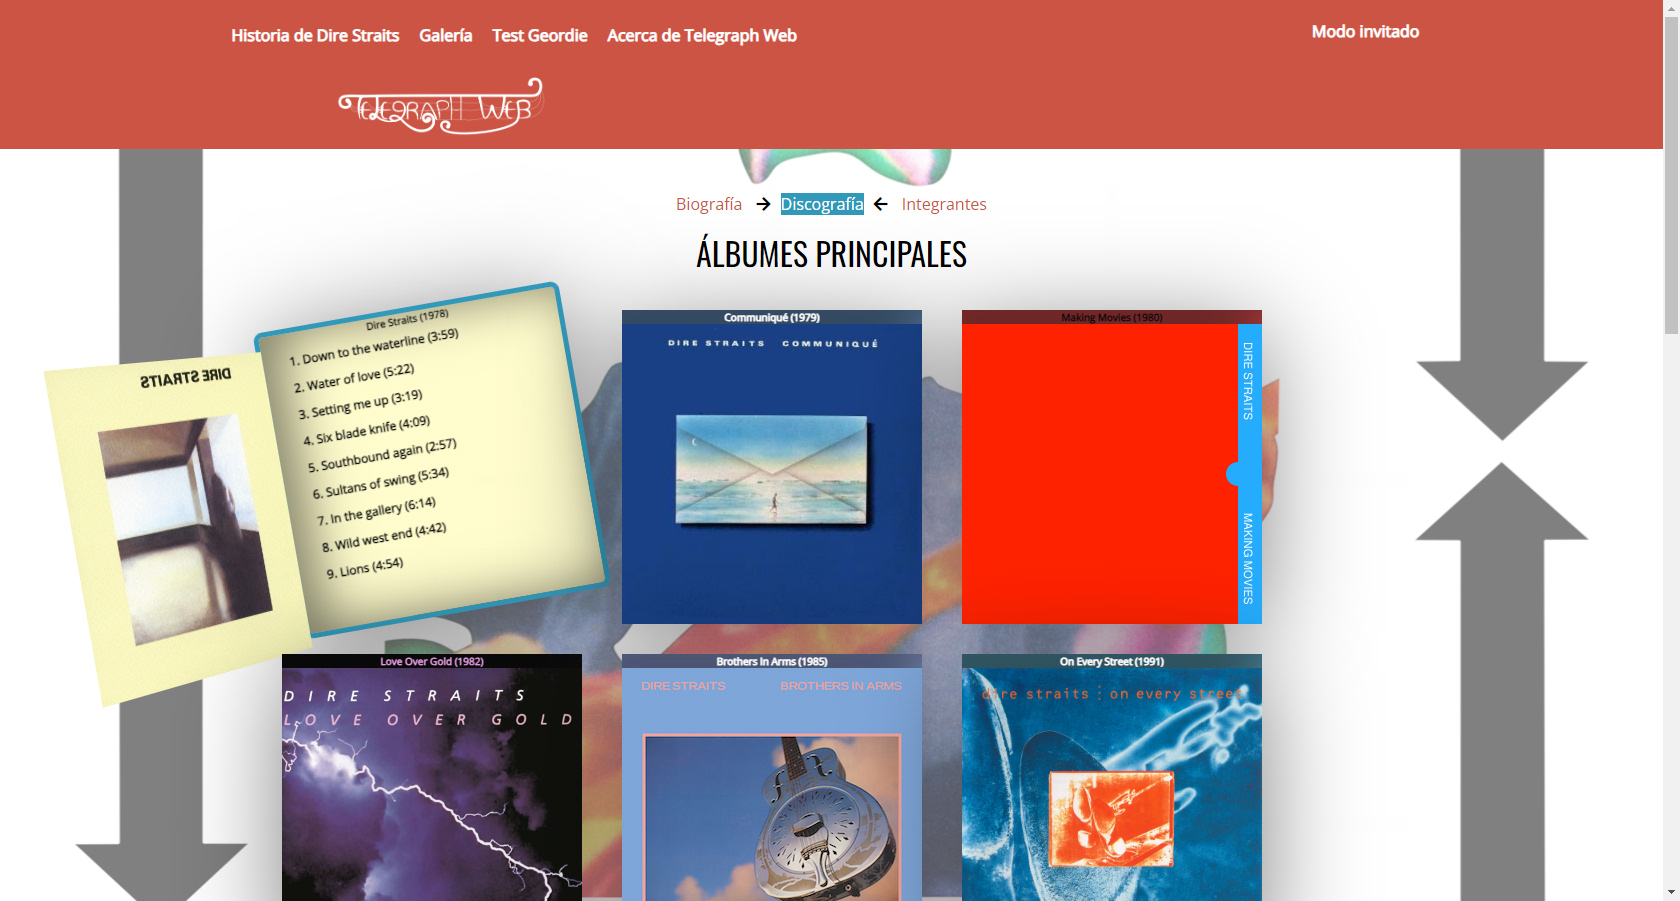 Historia de Dire Straits Galería Test Geordie Acerca de Telegraph Web
Modo invitado
TELEGRAPH WEB
Biografía → Discografía ← Integrantes
ÁLBUMES PRINCIPALES
Dire Straits (1978)
1. Down to the waterline (3:59)
2. Water of love (5:22)
3. Setting me up (3:19)
4. Six blade knife (4:09)
5. Southbound again (2:57)
6. Sultans of swing (5:34)
7. In the gallery (6:14)
8. Wild west end (4:42)
9. Lions (4:54)
DIRE STRAITS
Communiqué (1979)
DIRE STRAITS COMMUNIQUÉ
Making Movies (1980)
DIRE STRAITS
MAKING MOVIES
Love Over Gold (1982)
DIRE STRAITS
LOVE OVER GOLD
Brothers In Arms (1985)
DIRE STRAITS BROTHERS IN ARMS
On Every Street (1991)
dire straits : on every street